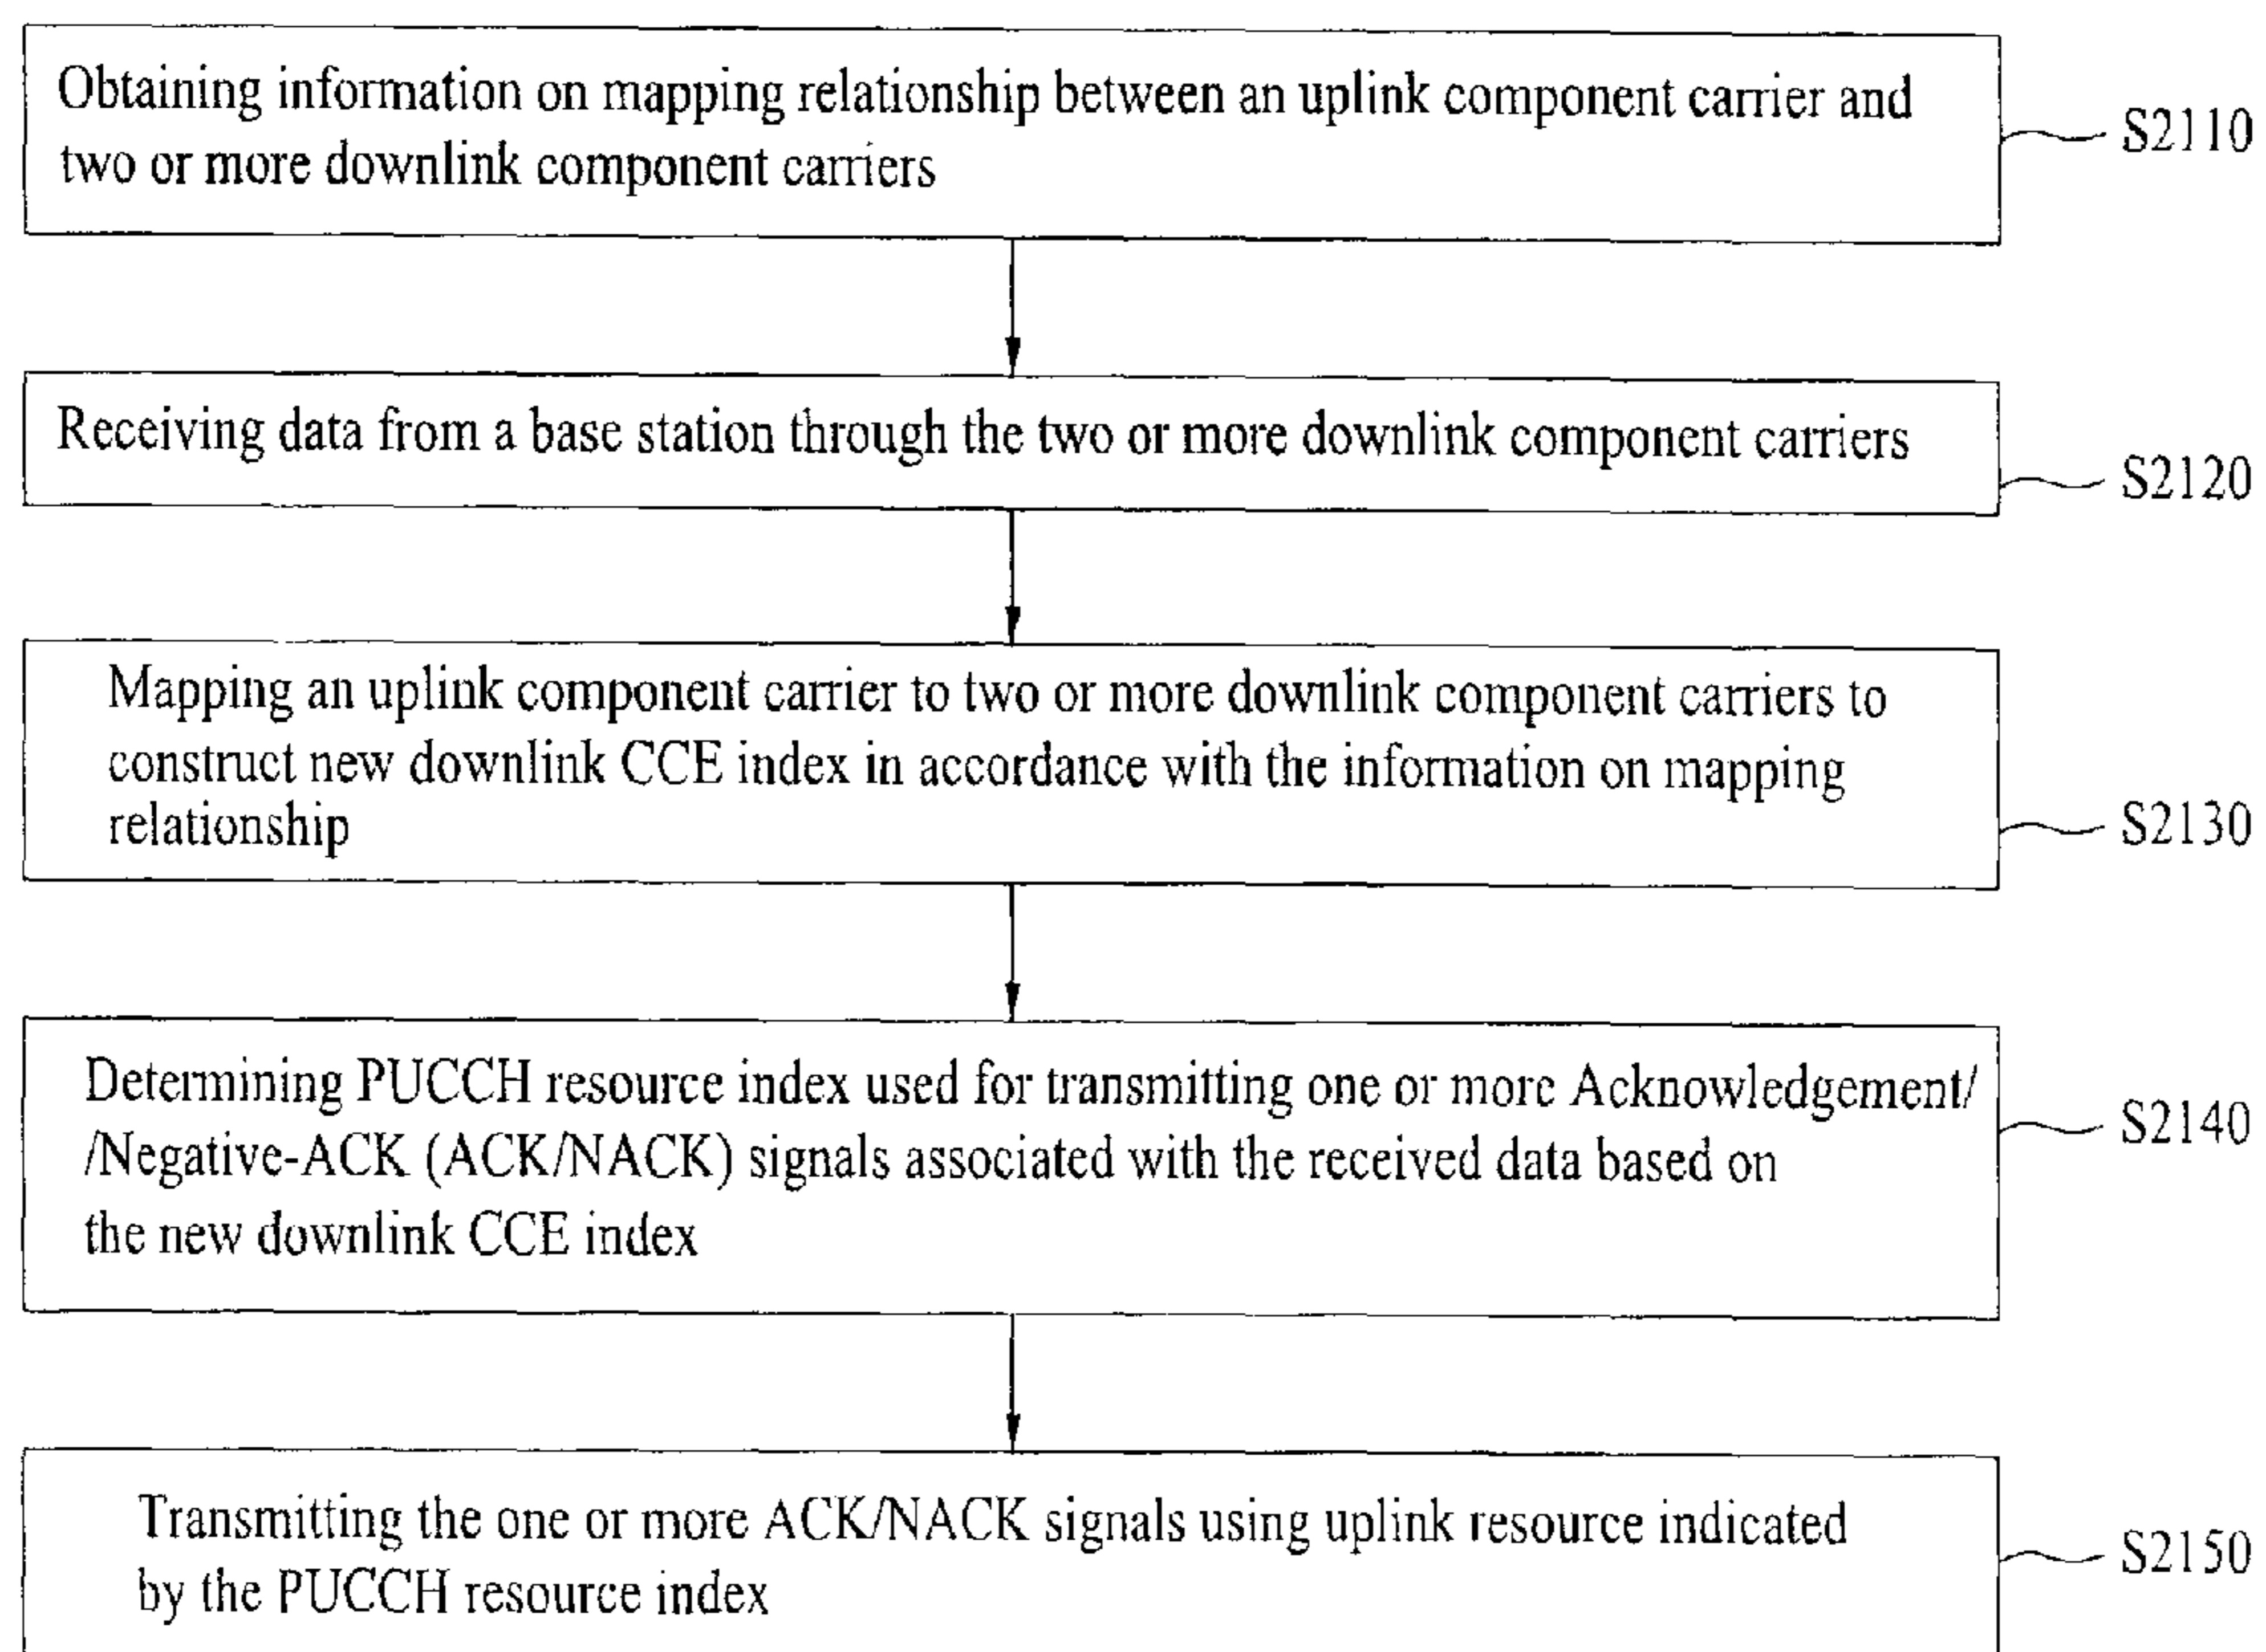 Obtaining information on mapping relationship between an uplink component carrier and
two or more downlink component carriers
S2110
Receiving data from a base station through the two or more downlink component carriers
S2120
Mapping an uplink component carrier to two or more downlink component carriers to
construct new downlink CCE index in accordance with the information on mapping
relationship
S2130
Determining PUCCH resource index used for transmitting one or more Acknowledgement/
/Negative-ACK (ACK/NACK) signals associated with the received data based on
the new downlink CCE index
S2140
Transmitting the one or more ACK/NACK signals using uplink resource indicated
by the PUCCH resource index
S2150